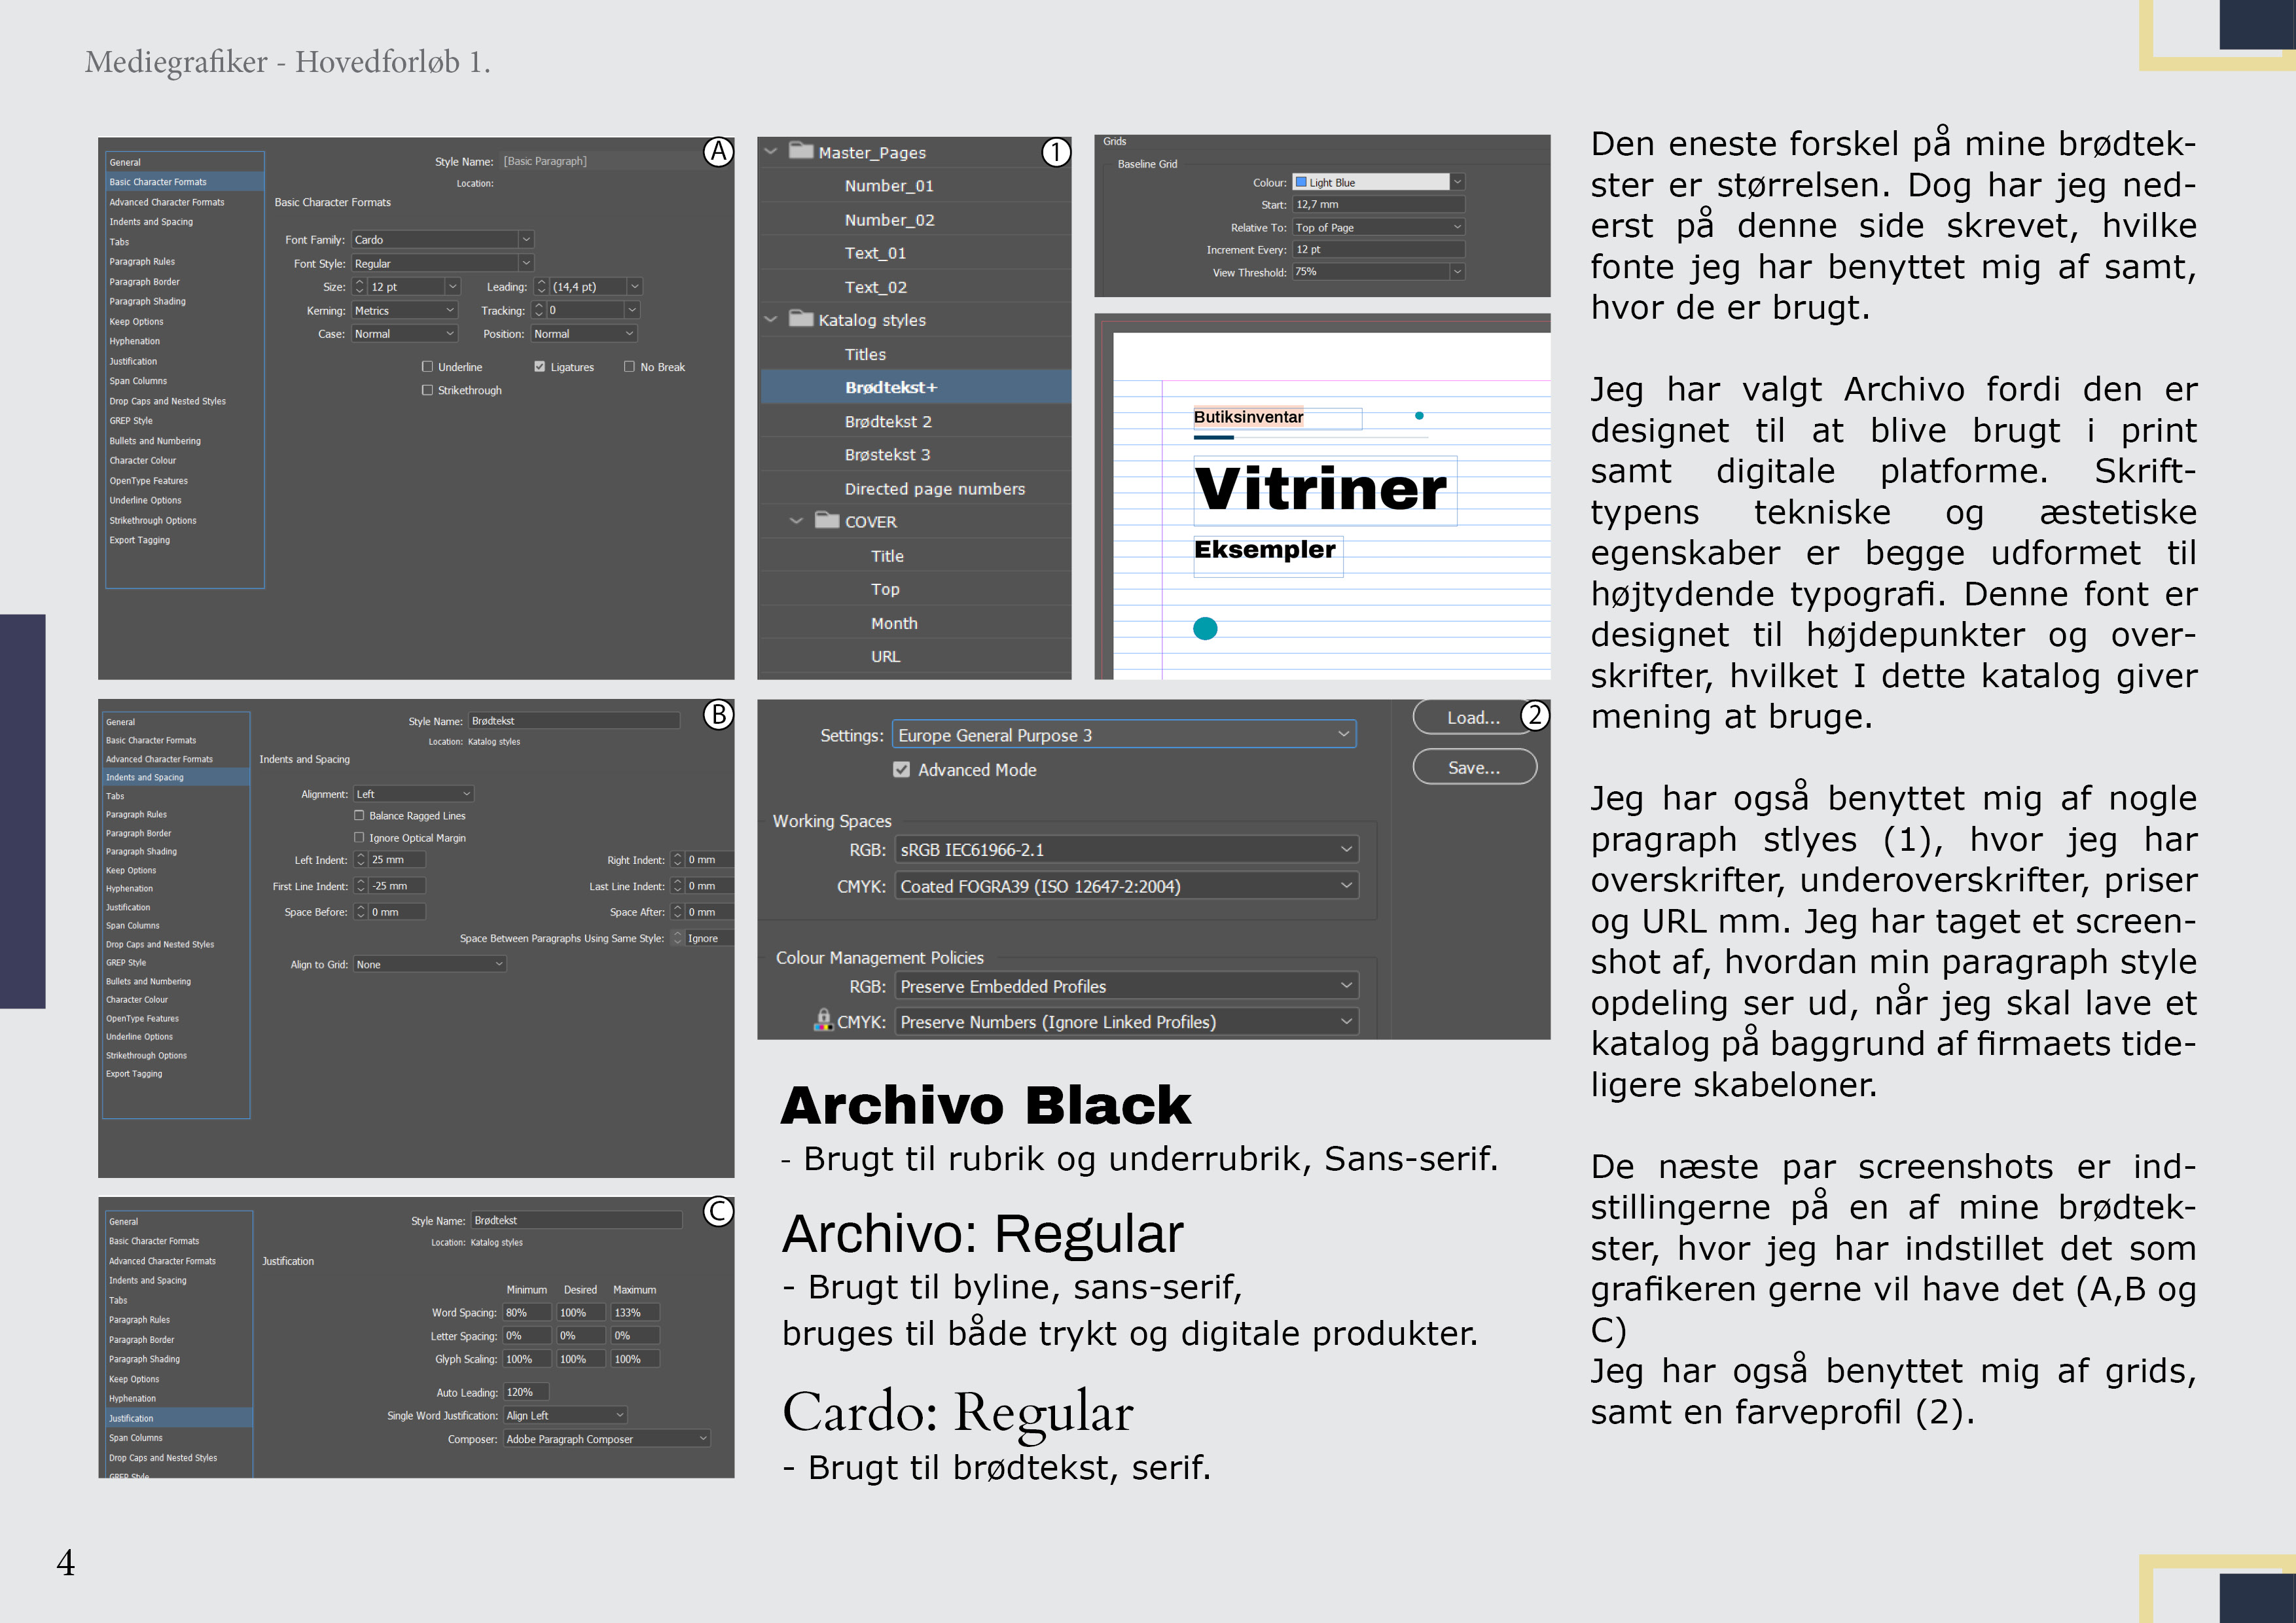 Mediegrafiker - Hovedforløb 1.
A
General
Basic Character Formats
Advanced Character Formats
Indents and Spacing
Tabs
Paragraph Rules
Paragraph Border
Paragraph Shading
Keep Options
Hyphenation
Justification
Span Columns
Drop Caps and Nested Styles
GREP Style
Bullets and Numbering
Character Colour
OpenType Features
Underline Options
Strikethrough Options
Export Tagging
Style Name: [Basic Paragraph]
Location:
Basic Character Formats
Font Family: Cardo
Font Style: Regular
Size: 12 pt Leading: (14,4 pt)
Kerning: Metrics Tracking: 0
Case: Normal Position: Normal
Underline Ligatures No Break
Strikethrough
B
General
Basic Character Formats
Advanced Character Formats
Indents and Spacing
Tabs
Paragraph Rules
Paragraph Border
Paragraph Shading
Keep Options
Hyphenation
Justification
Span Columns
Drop Caps and Nested Styles
GREP Style
Bullets and Numbering
Character Colour
OpenType Features
Underline Options
Strikethrough Options
Export Tagging
Style Name: Brødtekst
Location: Katalog styles
Indents and Spacing
Alignment: Left
Balance Ragged Lines
Ignore Optical Margin
Left Indent: 25 mm Right Indent: 0 mm
First Line Indent: -25 mm Last Line Indent: 0 mm
Space Before: 0 mm Space After: 0 mm
Space Between Paragraphs Using Same Style: Ignore
Align to Grid: None
C
General
Basic Character Formats
Advanced Character Formats
Indents and Spacing
Tabs
Paragraph Rules
Paragraph Border
Paragraph Shading
Keep Options
Hyphenation
Justification
Span Columns
Drop Caps and Nested Styles
GREP Style
Style Name: Brødtekst
Location: Katalog styles
Justification
Minimum Desired Maximum
Word Spacing: 80% 100% 133%
Letter Spacing: 0% 0% 0%
Glyph Scaling: 100% 100% 100%
Auto Leading: 120%
Single Word Justification: Align Left
Composer: Adobe Paragraph Composer
1
Master_Pages
Number_01
Number_02
Text_01
Text_02
Katalog styles
Titles
Brødtekst+
Brødtekst 2
Brøstekst 3
Directed page numbers
COVER
Title
Top
Month
URL
Grids
Baseline Grid
Colour: Light Blue
Start: 12,7 mm
Relative To: Top of Page
Increment Every: 12 pt
View Threshold: 75%
Butiksinventar
Vitriner
Eksempler
2
Settings: Europe General Purpose 3
Load...
Advanced Mode
Save...
Working Spaces
RGB: sRGB IEC61966-2.1
CMYK: Coated FOGRA39 (ISO 12647-2:2004)
Colour Management Policies
RGB: Preserve Embedded Profiles
CMYK: Preserve Numbers (Ignore Linked Profiles)
Archivo Black
- Brugt til rubrik og underrubrik, Sans-serif.
Archivo: Regular
- Brugt til byline, sans-serif,
bruges til både trykt og digitale produkter.
Cardo: Regular
- Brugt til brødtekst, serif.
Den eneste forskel på mine brødtek-
ster er størrelsen. Dog har jeg ned-
erst på denne side skrevet, hvilke
fonte jeg har benyttet mig af samt,
hvor de er brugt.
Jeg har valgt Archivo fordi den er
designet til at blive brugt i print
samt digitale platforme. Skrift-
typens tekniske og æstetiske
egenskaber er begge udformet til
højtydende typografi. Denne font er
designet til højdepunkter og over-
skrifter, hvilket I dette katalog giver
mening at bruge.
Jeg har også benyttet mig af nogle
pragraph stlyes (1), hvor jeg har
overskrifter, underoverskrifter, priser
og URL mm. Jeg har taget et screen-
shot af, hvordan min paragraph style
opdeling ser ud, når jeg skal lave et
katalog på baggrund af firmaets tide-
ligere skabeloner.
De næste par screenshots er ind-
stillingerne på en af mine brødtek-
ster, hvor jeg har indstillet det som
grafikeren gerne vil have det (A,B og
C)
Jeg har også benyttet mig af grids,
samt en farveprofil (2).
4